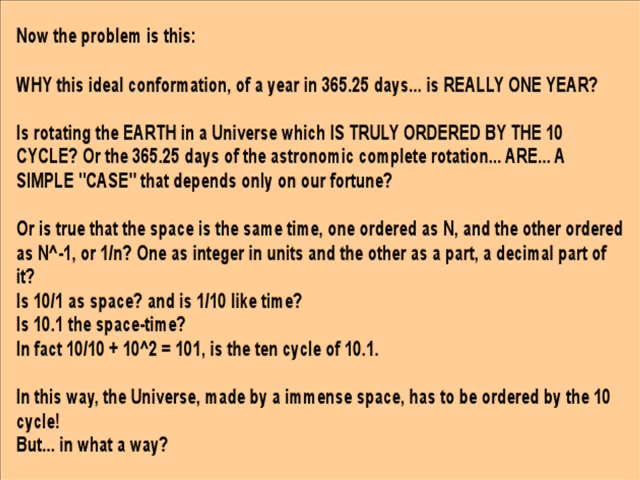 Now the problem is this:
WHY this ideal conformation, of a year in 365.25 days... is REALLY ONE YEAR?
Is rotating the EARTH in a Universe which IS TRULY ORDERED BY THE 10
CYCLE? Or the 365.25 days of the astronomic complete rotation... ARE... A
SIMPLE "CASE" that depends only on our fortune?
Or is true that the space is the same time, one ordered as N, and the other ordered
as N^-1, or 1/n? One as integer in units and the other as a part, a decimal part of
it?
Is 10/1 as space? and is 1/10 like time?
Is 10.1 the space-time?
In fact 10/10 + 10^2 = 101, is the ten cycle of 10.1.
In this way, the Universe, made by a immense space, has to be ordered by the 10
cycle!
But... in what a way?